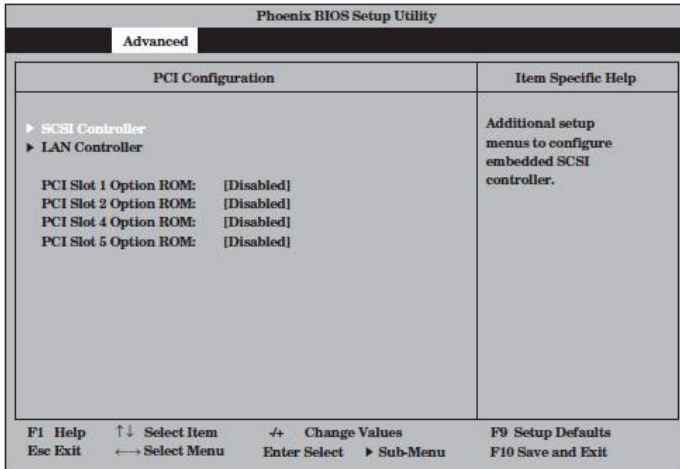 Phoenix BIOS Setup Utility
Advanced
PCI Configuration
Item Specific Help
▶ SCSI Controller
▶ LAN Controller
PCI Slot 1 Option ROM: [Disabled]
PCI Slot 2 Option ROM: [Disabled]
PCI Slot 4 Option ROM: [Disabled]
PCI Slot 5 Option ROM: [Disabled]
Additional setup
menus to configure
embedded SCSI
controller.
F1 Help ↑↓ Select Item -/+ Change Values F9 Setup Defaults
Esc Exit ←→ Select Menu Enter Select ▶ Sub-Menu F10 Save and Exit